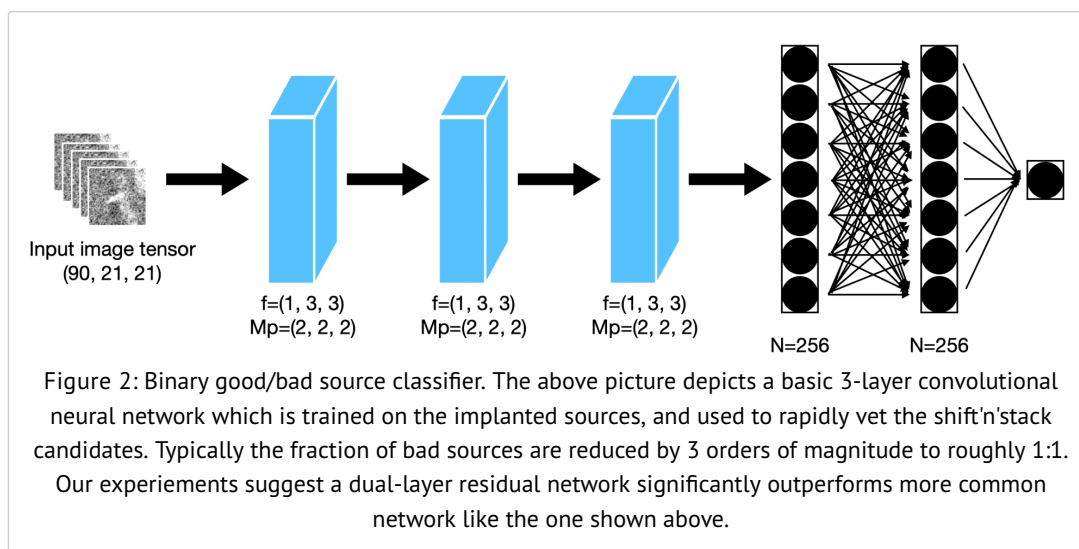 Input image tensor
(90, 21, 21)
f=(1, 3, 3)
Mp=(2, 2, 2)
f=(1, 3, 3)
Mp=(2, 2, 2)
f=(1, 3, 3)
Mp=(2, 2, 2)
N=256
N=256
Figure 2: Binary good/bad source classifier. The above picture depicts a basic 3-layer convolutional
neural network which is trained on the implanted sources, and used to rapidly vet the shift'n'stack
candidates. Typically the fraction of bad sources are reduced by 3 orders of magnitude to roughly 1:1.
Our experiements suggest a dual-layer residual network significantly outperforms more common
network like the one shown above.